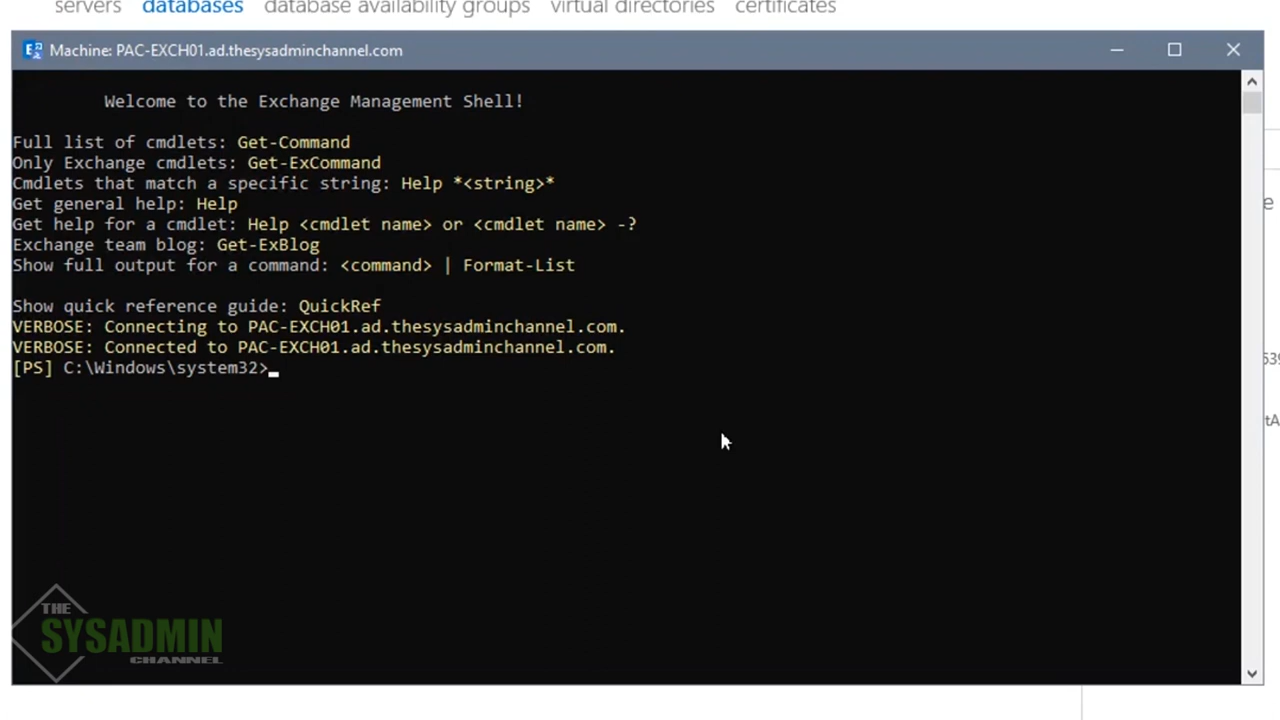 servers databases database availability groups virtual directories certificates
Machine: PAC-EXCH01.ad.thesysadminchannel.com
Welcome to the Exchange Management Shell!
Full list of cmdlets: Get-Command
Only Exchange cmdlets: Get-ExCommand
Cmdlets that match a specific string: Help *<string>*
Get general help: Help
Get help for a cmdlet: Help <cmdlet name> or <cmdlet name> -?
Exchange team blog: Get-ExBlog
Show full output for a command: <command> | Format-List
Show quick reference guide: QuickRef
VERBOSE: Connecting to PAC-EXCH01.ad.thesysadminchannel.com.
VERBOSE: Connected to PAC-EXCH01.ad.thesysadminchannel.com.
[PS] C:\Windows\system32>
THE
SYSADMIN
CHANNEL